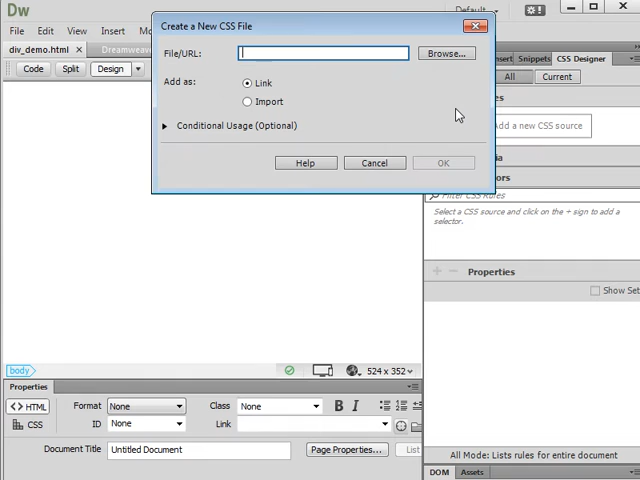 Dw
Default
File Edit View Insert
div_demo.html × Dreamweave
Code Split Design
Create a New CSS File
File/URL:
Browse...
Add as: Link
Import
Conditional Usage (Optional)
Help Cancel OK
Snippets CSS Designer
All Current
Add a new CSS source
Filter CSS Rules
Select a CSS source and click on the + sign to add a
selector.
Properties
Show Set
body
524 x 352
Properties
<> HTML Format None Class None B I
CSS ID None Link
Document Title Untitled Document Page Properties... List
All Mode: Lists rules for entire document
DOM Assets